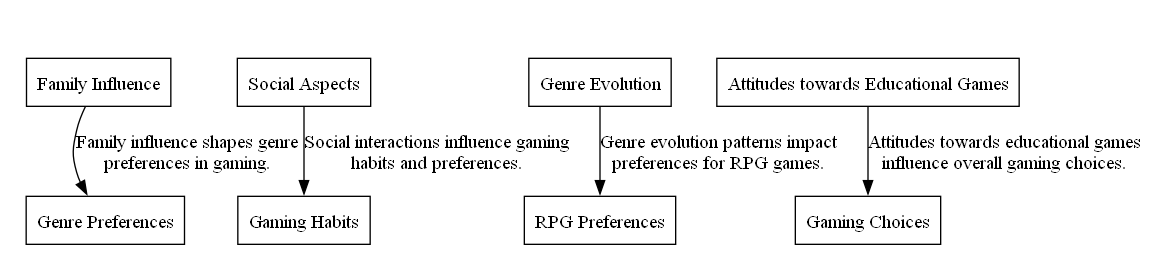 Family Influence
Social Aspects
Genre Evolution
Attitudes towards Educational Games
Family influence shapes genre
preferences in gaming.
Social interactions influence gaming
habits and preferences.
Genre evolution patterns impact
preferences for RPG games.
Attitudes towards educational games
influence overall gaming choices.
Genre Preferences
Gaming Habits
RPG Preferences
Gaming Choices